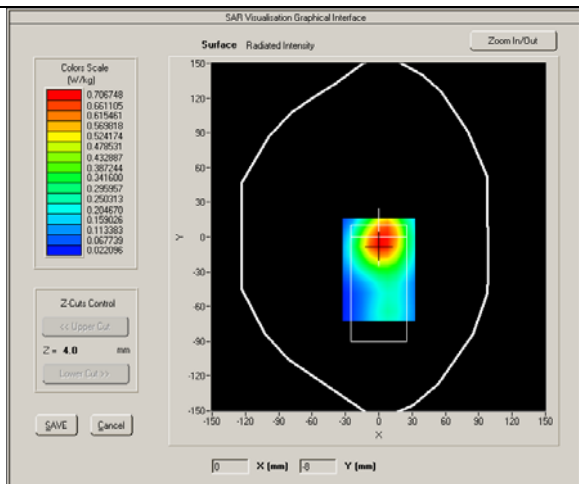 SAR Visualisation Graphical Interface
Surface Radiated Intensity
Zoom In/Out
Colors Scale
(W/kg)
0.706748
0.661105
0.615461
0.569818
0.524174
0.478531
0.432887
0.387244
0.341600
0.295957
0.250313
0.204670
0.159026
0.113383
0.067739
0.022096
Z-Cuts Control
<< Upper Cut
Z = 4.0 mm
Lower Cut >>
SAVE Cancel
150
120
90
60
30
0
-30
-60
-90
-120
-150
Y
-150 -120 -90 -60 -30 0 30 60 90 120 150
X
0 X (mm) -8 Y (mm)